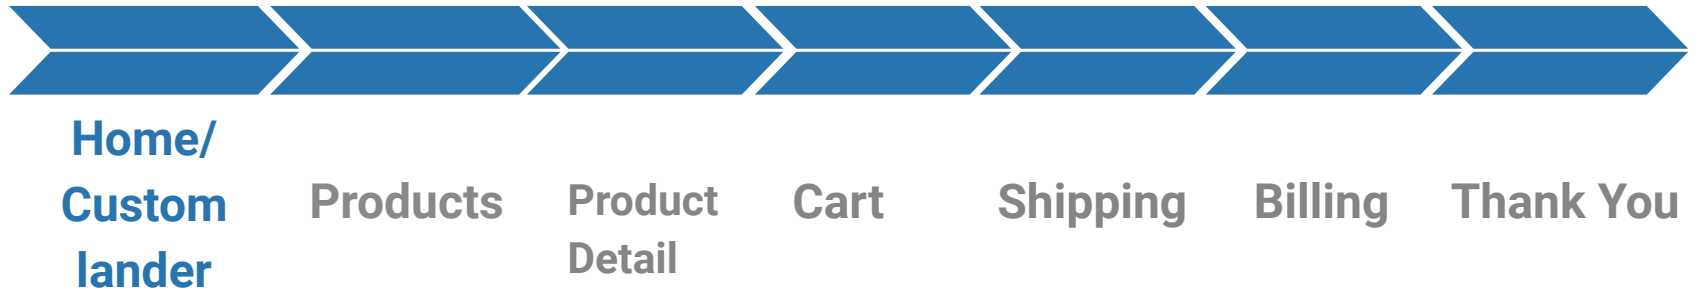 Home/
Custom
lander
Products
Product
Detail
Cart
Shipping
Billing
Thank You